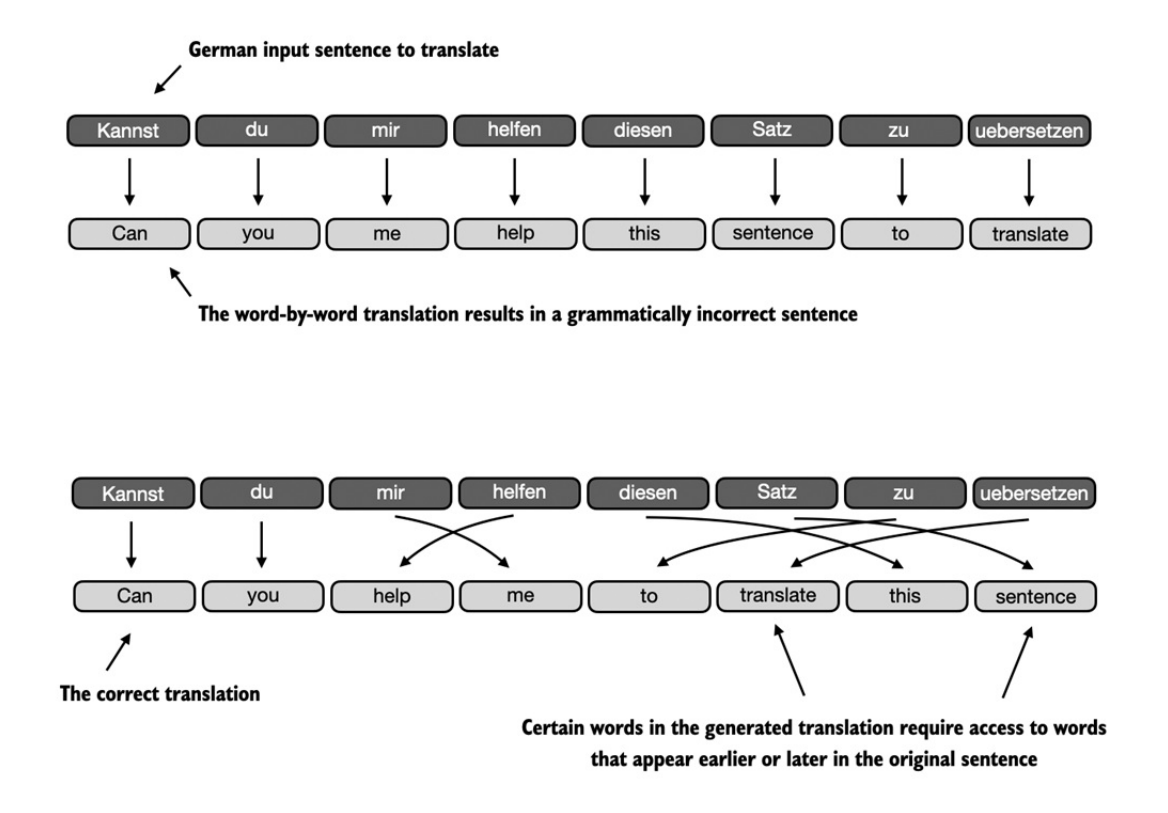 German input sentence to translate
Kannst du mir helfen diesen Satz zu uebersetzen
Can you me help this sentence to translate
The word-by-word translation results in a grammatically incorrect sentence
Kannst du mir helfen diesen Satz zu uebersetzen
Can you help me to translate this sentence
The correct translation
Certain words in the generated translation require access to words
that appear earlier or later in the original sentence